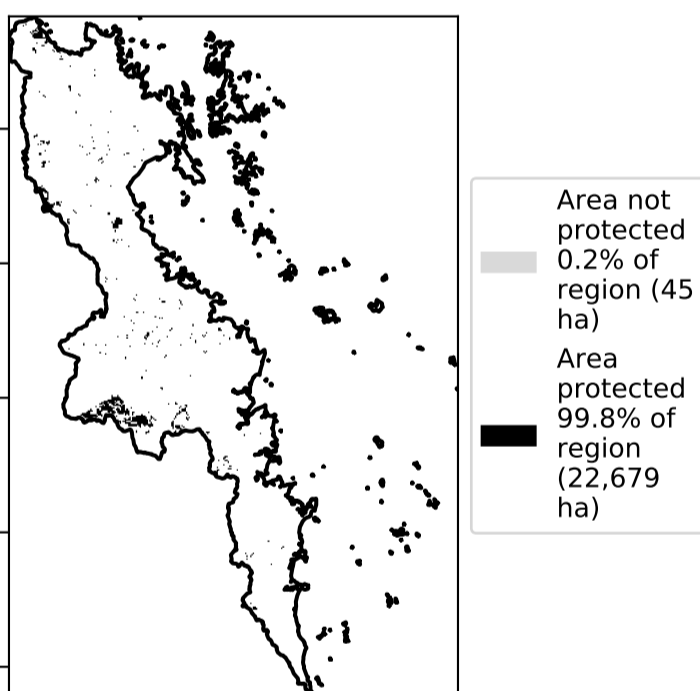 Area not
protected
0.2% of
region (45
ha)
Area
protected
99.8% of
region
(22,679
ha)